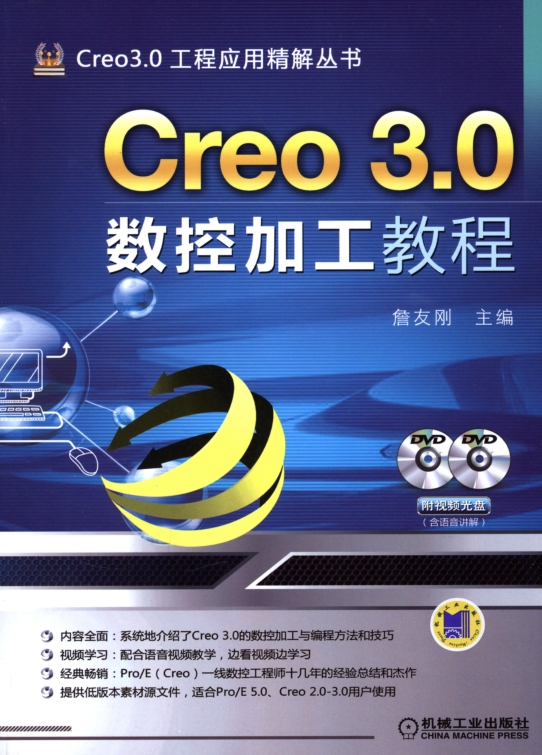 Creo3.0 工程应用精解丛书
Creo 3.0
数控加工教程
詹友刚 主编
DVD DVD
附视频光盘
（含语音讲解）
内容全面：系统地介绍了Creo 3.0的数控加工与编程方法和技巧
视频学习：配合语音视频教学，边看视频边学习
经典畅销：Pro/E（Creo）一线数控工程师十几年的经验总结和杰作
提供低版本素材源文件，适合Pro/E 5.0、Creo 2.0-3.0用户使用
机械工业出版社
CHINA MACHINE PRESS